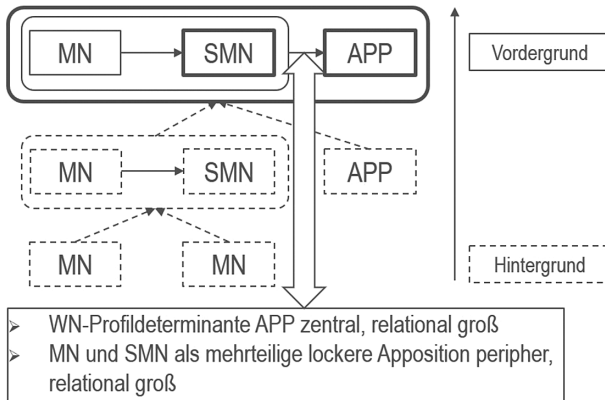 MN SMN APP Vordergrund
MN SMN APP
MN MN Hintergrund
➢ WN-Profildeterminante APP zentral, relational groß
➢ MN und SMN als mehrteilige lockere Apposition peripher,
relational groß